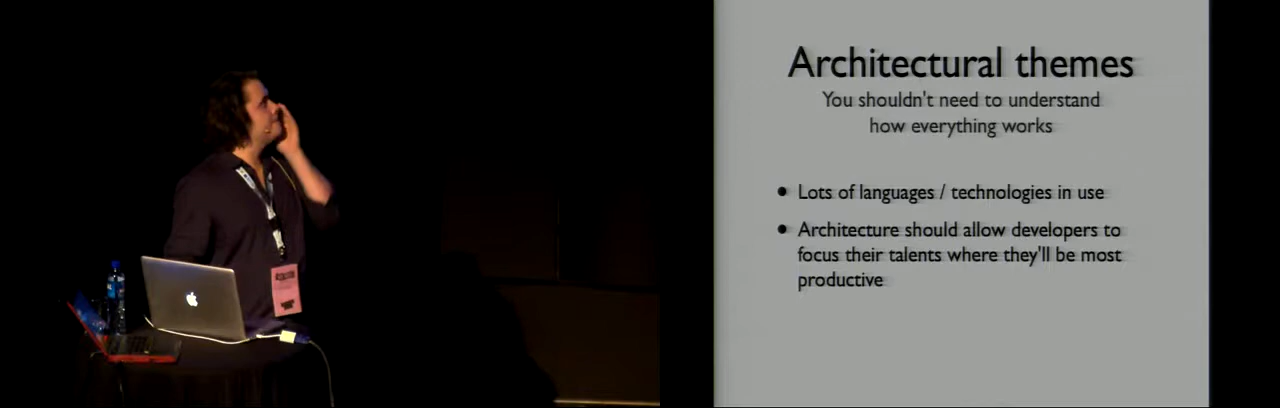 Architectural themes
You shouldn't need to understand
how everything works
• Lots of languages / technologies in use
• Architecture should allow developers to
focus their talents where they'll be most
productive